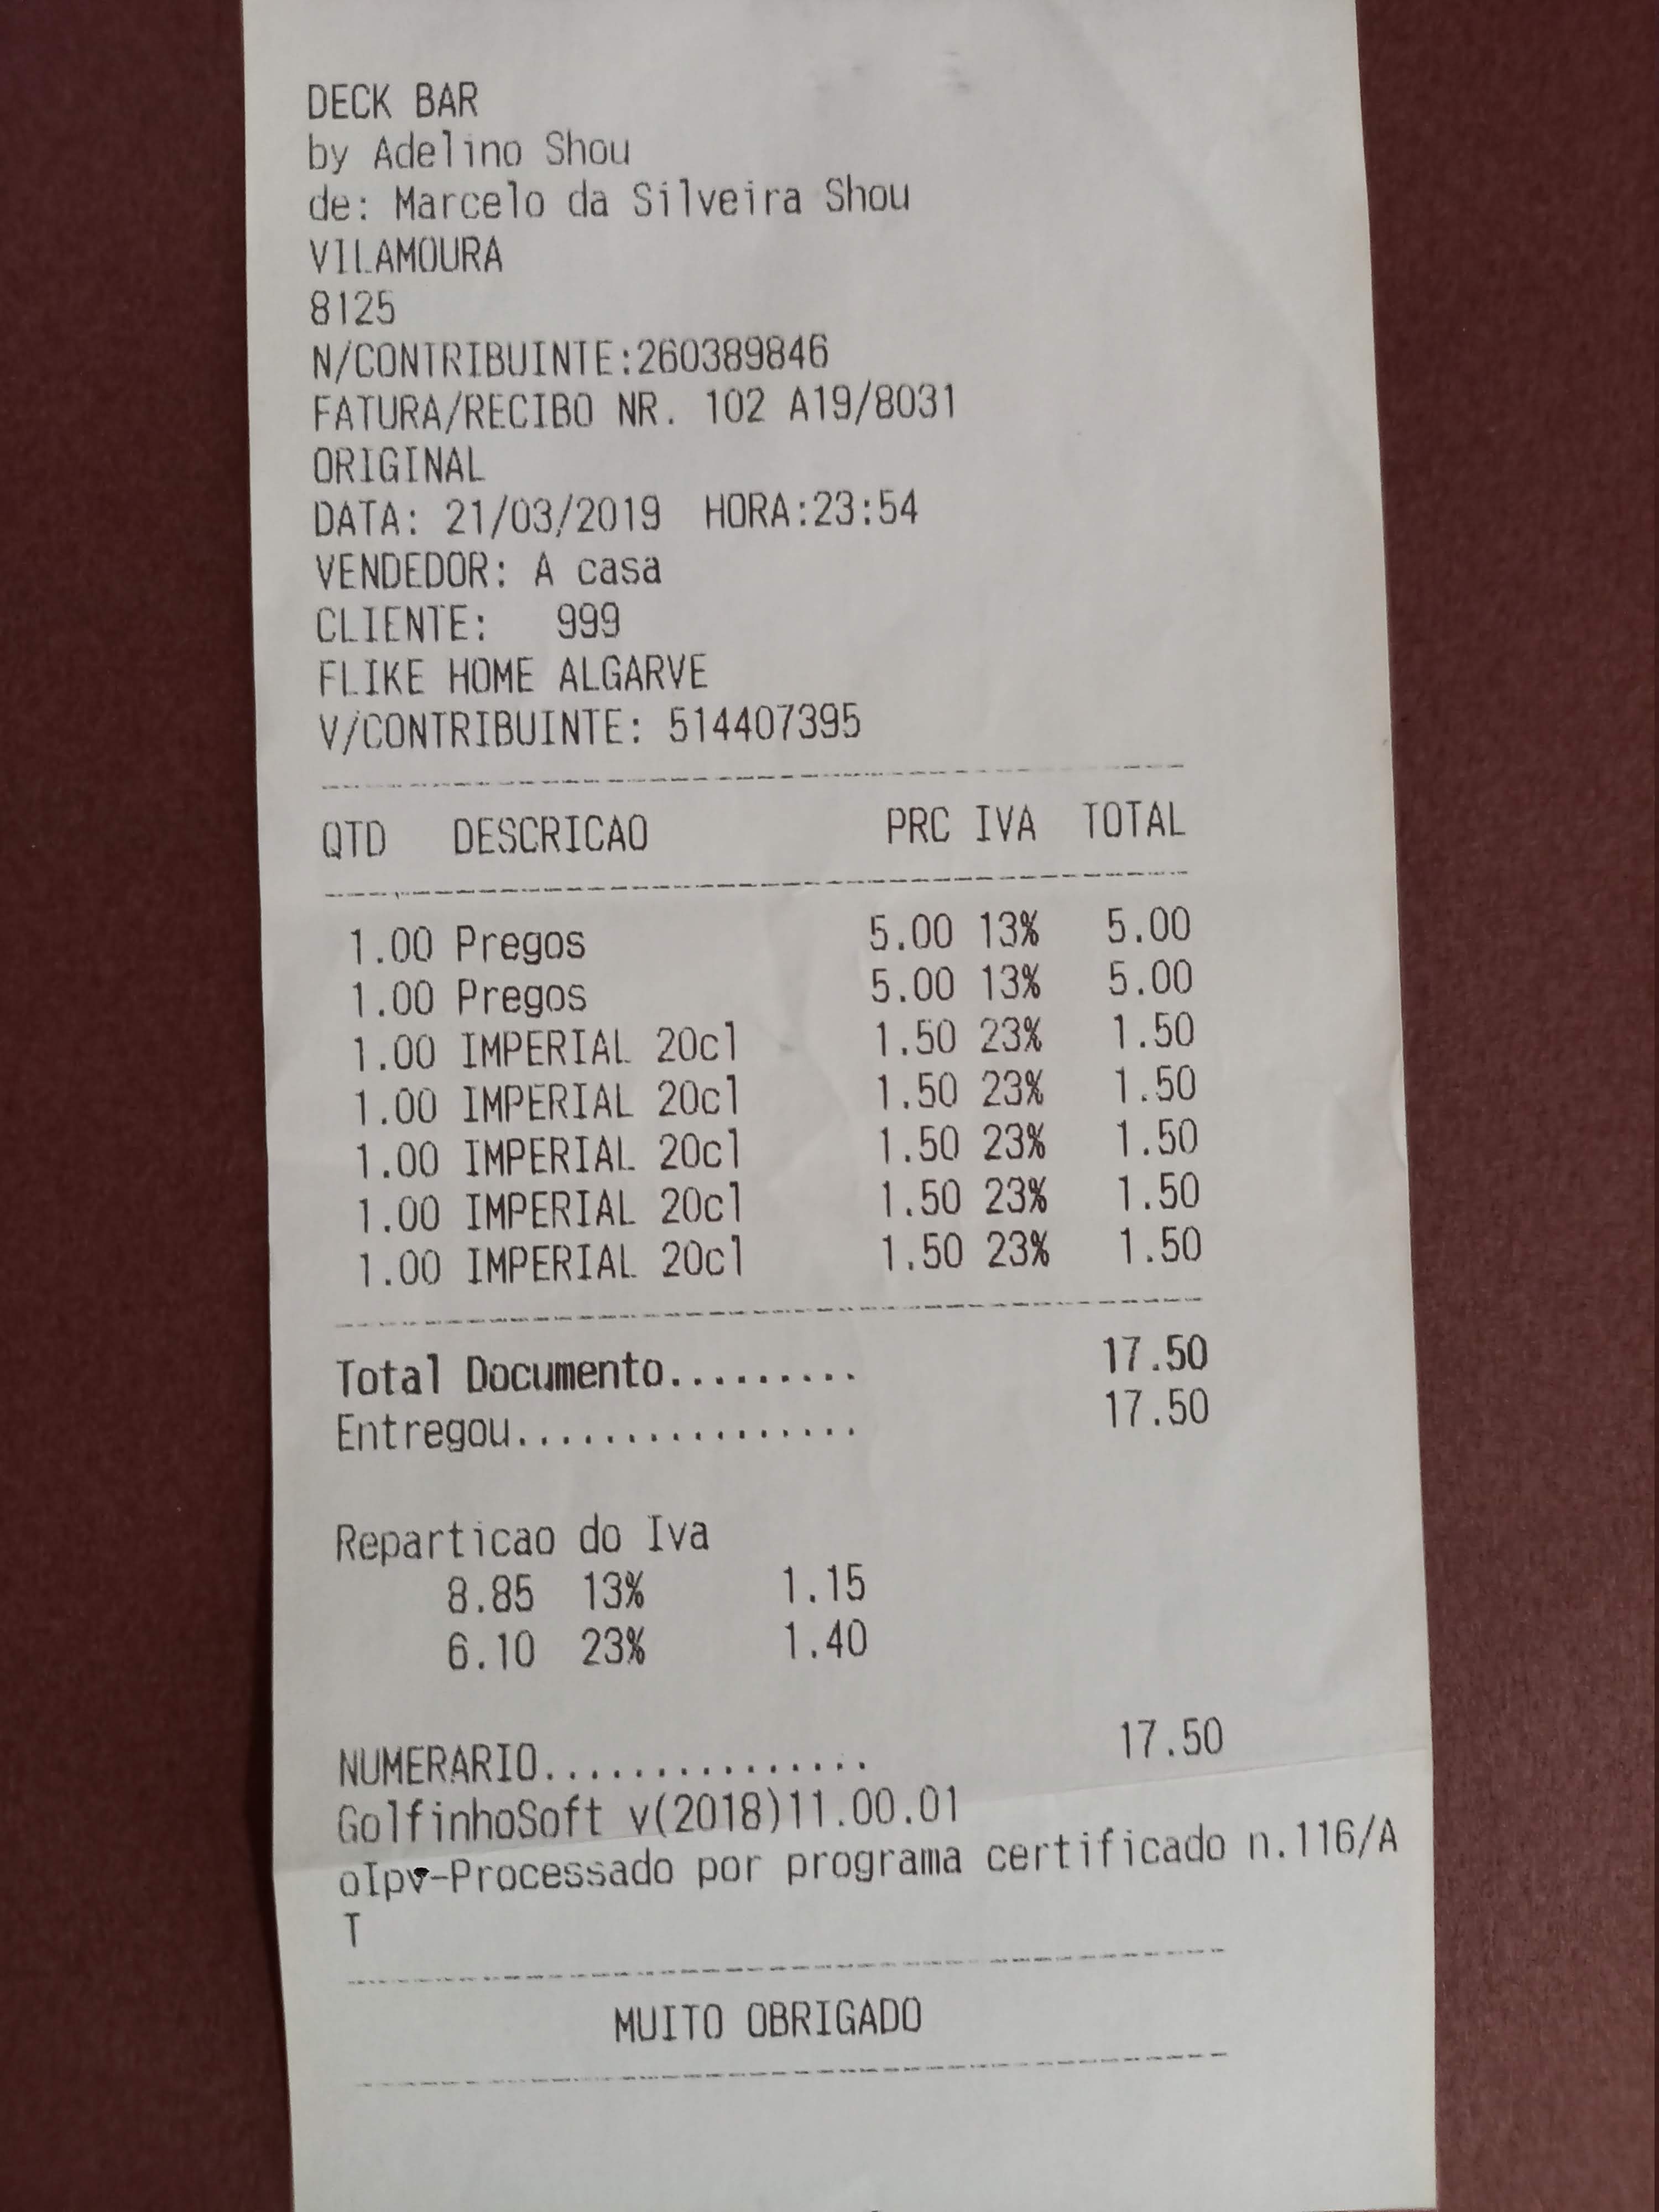 DECK BAR
by Adelino Shou
de: Marcelo da Silveira Shou
VILAMOURA
8125
N/CONTRIBUINTE:260389846
FATURA/RECIBO NR. 102 A19/8031
ORIGINAL
DATA: 21/03/2019 HORA:23:54
VENDEDOR: A casa
CLIENTE: 999
FLIKE HOME ALGARVE
V/CONTRIBUINTE: 514407395
QTD DESCRICAO PRC IVA TOTAL
1.00 Pregos 5.00 13% 5.00
1.00 Pregos 5.00 13% 5.00
1.00 IMPERIAL 20cl 1.50 23% 1.50
1.00 IMPERIAL 20cl 1.50 23% 1.50
1.00 IMPERIAL 20cl 1.50 23% 1.50
1.00 IMPERIAL 20cl 1.50 23% 1.50
1.00 IMPERIAL 20cl 1.50 23% 1.50
Total Documento......... 17.50
Entregou................ 17.50
Reparticao do Iva
8.85 13% 1.15
6.10 23% 1.40
NUMERARIO............... 17.50
GolfinhoSoft v(2018)11.00.01
oIpv-Processado por programa certificado n.116/A
T
MUITO OBRIGADO